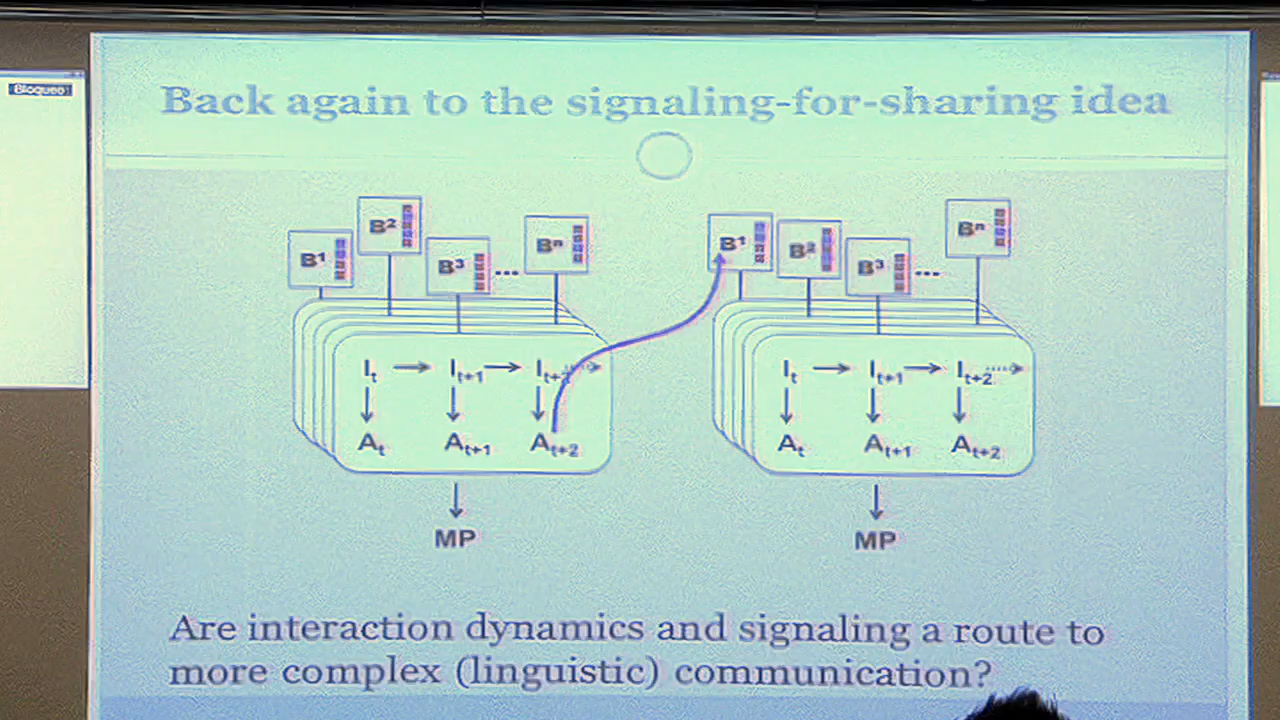 Bloqueo
Back again to the signaling-for-sharing idea
B¹ B² B³ ... Bⁿ
B¹ B² B³ ... Bⁿ
Iₜ → Iₜ₊₁ → Iₜ₊
Aₜ Aₜ₊₁ Aₜ₊₂
MP
Iₜ → Iₜ₊₁ → Iₜ₊₂
Aₜ Aₜ₊₁ Aₜ₊₂
MP
Are interaction dynamics and signaling a route to
more complex (linguistic) communication?